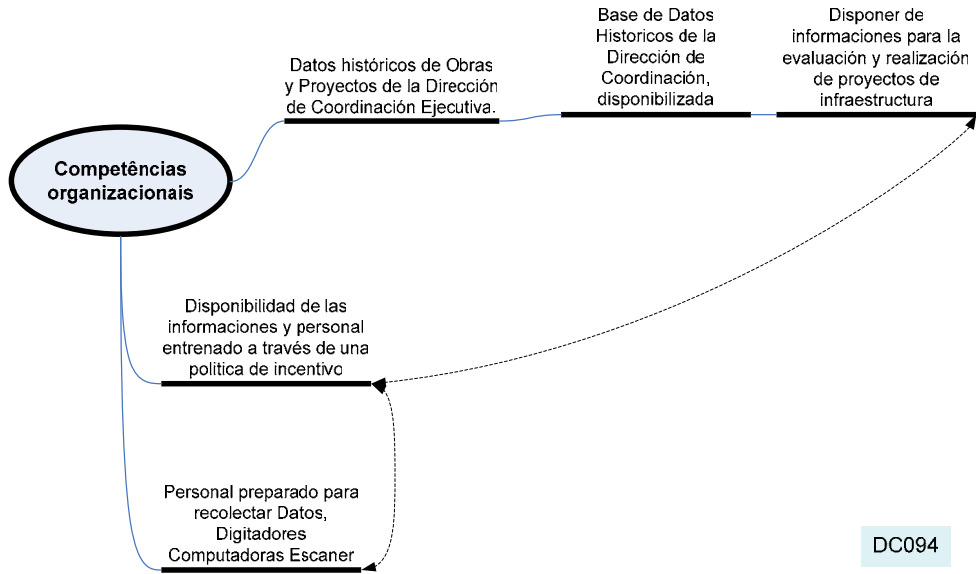 Base de Datos
Historicos de la
Dirección de
Coordinación,
disponibilizada
Disponer de
informaciones para la
evaluación y realización
de proyectos de
infraestructura
Datos históricos de Obras
y Proyectos de la Dirección
de Coordinación Ejecutiva.
Competências
organizacionais
Disponibilidad de las
informaciones y personal
entrenado a través de una
politica de incentivo
Personal preparado para
recolectar Datos,
Digitadores
Computadoras Escaner
DC094